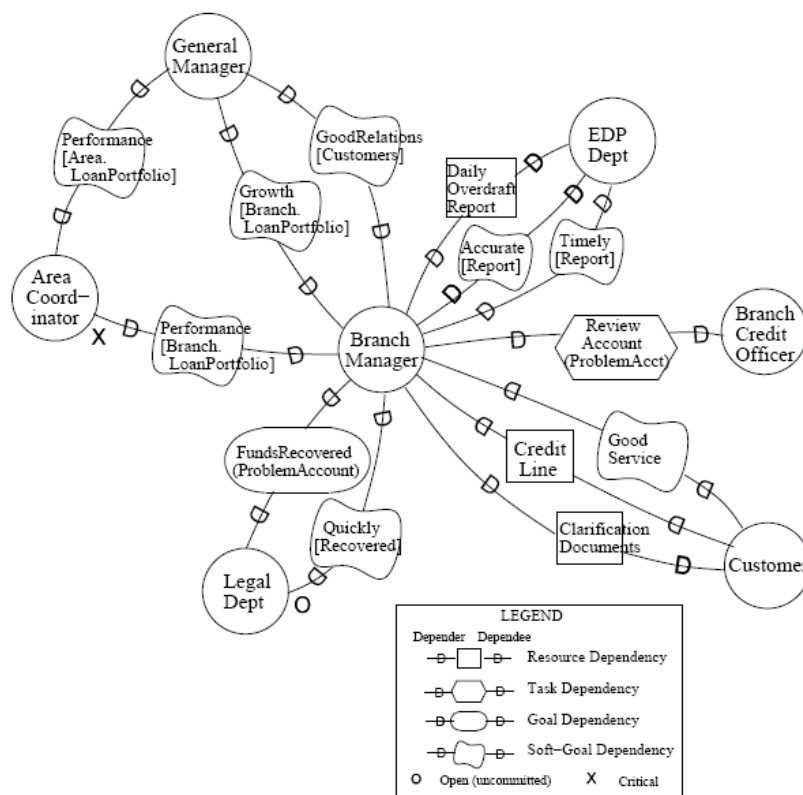 General
Manager
Performance
[Area.
LoanPortfolio]
GoodRelations
[Customers]
Growth
[Branch.
LoanPortfolio]
EDP
Dept
Daily
Overdraft
Report
Accurate
[Report]
Timely
[Report]
Area
Coord-
inator
X
Performance
[Branch.
LoanPortfolio]
Branch
Manager
Review
Account
(ProblemAcct)
Branch
Credit
Officer
FundsRecovered
(ProblemAccount)
Quickly
[Recovered]
Legal
Dept
O
Good
Service
Credit
Line
Clarification
Documents
Customer
D D D D D D D D D D D D D D D D D D D D D D D D D D
LEGEND
Depender Dependee
D D Resource Dependency
D D Task Dependency
D D Goal Dependency
D D Soft-Goal Dependency
O Open (uncommitted) X Critical